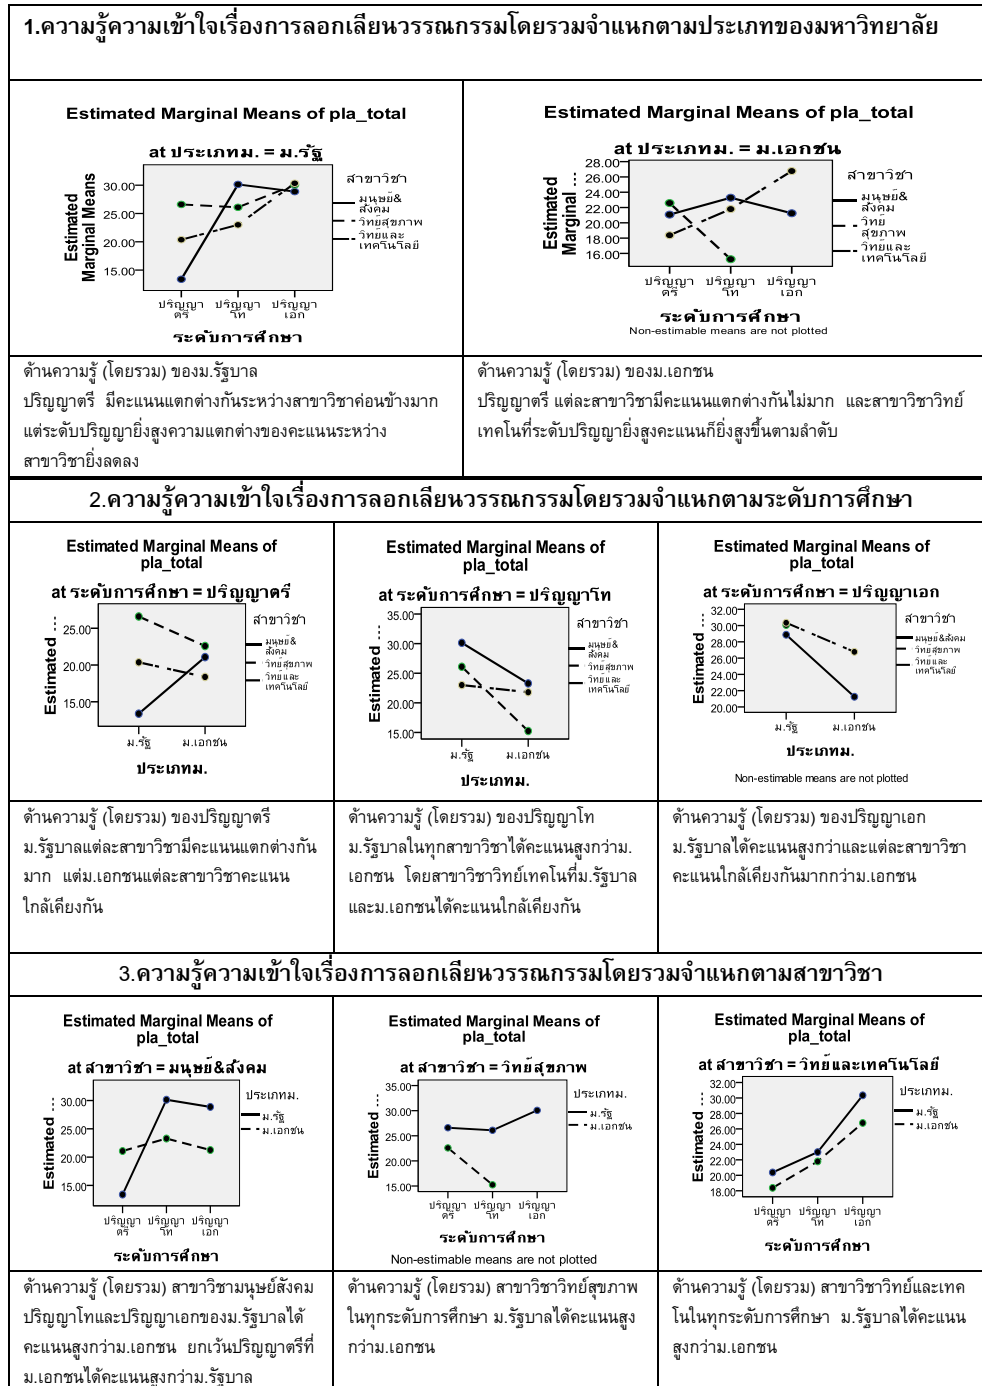 1.ความรู้ความเข้าใจเรื่องการลอกเลียนวรรณกรรมโดยรวมจำแหกตามประเภทของมหาวิทยาลัย
Estimated Marginal Means of pla_total
at ประเภทม. = ม.รัฐ
Estimated
Marginal Means
30.00
25.00
20.00
15.00
ปริญญา
ตรี
ปริญญา
โท
ปริญญา
เอก
ระดับการศึกษา
สาขาวิชา
มนุษย์&
สังคม
วิทย์สุขภาพ
วิทย์และ
เทคโนโลยี
Estimated Marginal Means of pla_total
at ประเภทม. = ม.เอกชน
Estimated
Marginal ...
28.00
26.00
24.00
22.00
20.00
18.00
16.00
ปริญญา
ตรี
ปริญญา
โท
ปริญญา
เอก
ระดับการศึกษา
Non-estimable means are not plotted
สาขาวิชา
มนุษย์&
สังคม
วิทย์
สุขภาพ
วิทย์และ
เทคโนโลยี
ด้านความรู้ (โดยรวม) ของม.รัฐบาล
ปริญญาตรี มีคะแนนแตกต่างกันระหว่างสาขาวิชาค่อนข้างมาก
แต่ระดับปริญญายิ่งสูงความแตกต่างของคะแนนระหว่าง
สาขาวิชายิ่งลดลง
ด้านความรู้ (โดยรวม) ของม.เอกชน
ปริญญาตรี แต่ละสาขาวิชามีคะแนนแตกต่างกันไม่มาก และสาขาวิชาวิทย์
เทคโนที่ระดับปริญญายิ่งสูงคะแนนก็ยิ่งสูงขึ้นตามลำดับ
2.ความรู้ความเข้าใจเรื่องการลอกเลียนวรรณกรรมโดยรวมจำแหกตามระดับการศึกษา
Estimated Marginal Means of
pla_total
at ระดับการศึกษา = ปริญญาตรี
Estimated ...
25.00
20.00
15.00
ม.รัฐ
ม.เอกชน
ประเภทม.
สาขาวิชา
มนุษย์&
สังคม
วิทย์สุขภาพ
วิทย์และ
เทคโนโลยี
Estimated Marginal Means of
pla_total
at ระดับการศึกษา = ปริญญาโท
Estimated ...
35.00
30.00
25.00
20.00
15.00
ม.รัฐ
ม.เอกชน
ประเภทม.
สาขาวิชา
มนุษย์&
สังคม
วิทย์สุขภาพ
วิทย์และ
เทคโนโลยี
Estimated Marginal Means of
pla_total
at ระดับการศึกษา = ปริญญาเอก
Estimated ...
32.00
30.00
28.00
26.00
24.00
22.00
20.00
ม.รัฐ
ม.เอกชน
ประเภทม.
Non-estimable means are not plotted
สาขาวิชา
มนุษย์&สังคม
วิทย์สุขภาพ
วิทย์และ
เทคโนโลยี
ด้านความรู้ (โดยรวม) ของปริญญาตรี
ม.รัฐบาลแต่ละสาขาวิชามีคะแนนแตกต่างกัน
มาก แต่ม.เอกชนแต่ละสาขาวิชาคะแนน
ใกล้เคียงกัน
ด้านความรู้ (โดยรวม) ของปริญญาโท
ม.รัฐบาลในทุกสาขาวิชาได้คะแนนสูงกว่าม.
เอกชน โดยสาขาวิชาวิทย์เทคโนที่ม.รัฐบาล
และม.เอกชนได้คะแนนใกล้เคียงกัน
ด้านความรู้ (โดยรวม) ของปริญญาเอก
ม.รัฐบาลได้คะแนนสูงกว่าและแต่ละสาขาวิชา
คะแนนใกล้เคียงกันมากกว่าม.เอกชน
3.ความรู้ความเข้าใจเรื่องการลอกเลียนวรรณกรรมโดยรวมจำแหกตามสาขาวิชา
Estimated Marginal Means of
pla_total
at สาขาวิชา = มนุษย์&สังคม
Estimated ...
30.00
25.00
20.00
15.00
ปริญญา
ตรี
ปริญญา
โท
ปริญญา
เอก
ระดับการศึกษา
ประเภทม.
ม.รัฐ
ม.เอกชน
Estimated Marginal Means of
pla_total
at สาขาวิชา = วิทย์สุขภาพ
Estimated ...
35.00
30.00
25.00
20.00
15.00
ปริญญา
ตรี
ปริญญา
โท
ปริญญา
เอก
ระดับการศึกษา
Non-estimable means are not plotted
ประเภทม.
ม.รัฐ
ม.เอกชน
Estimated Marginal Means of
pla_total
at สาขาวิชา = วิทย์และเทคโนโลยี
Estimated ...
32.00
30.00
28.00
26.00
24.00
22.00
20.00
18.00
ปริญญา
ตรี
ปริญญา
โท
ปริญญา
เอก
ระดับการศึกษา
ประเภทม.
ม.รัฐ
ม.เอกชน
ด้านความรู้ (โดยรวม) สาขาวิชามนุษย์สังคม
ปริญญาโทและปริญญาเอกของม.รัฐบาลได้
คะแนนสูงกว่าม.เอกชน ยกเว้นปริญญาตรีที่
ม.เอกชนได้คะแนนสูงกว่าม.รัฐบาล
ด้านความรู้ (โดยรวม) สาขาวิชาวิทย์สุขภาพ
ในทุกระดับการศึกษา ม.รัฐบาลได้คะแนนสูง
กว่าม.เอกชน
ด้านความรู้ (โดยรวม) สาขาวิชาวิทย์และเทค
โนในทุกระดับการศึกษา ม.รัฐบาลได้คะแนน
สูงกว่าม.เอกชน